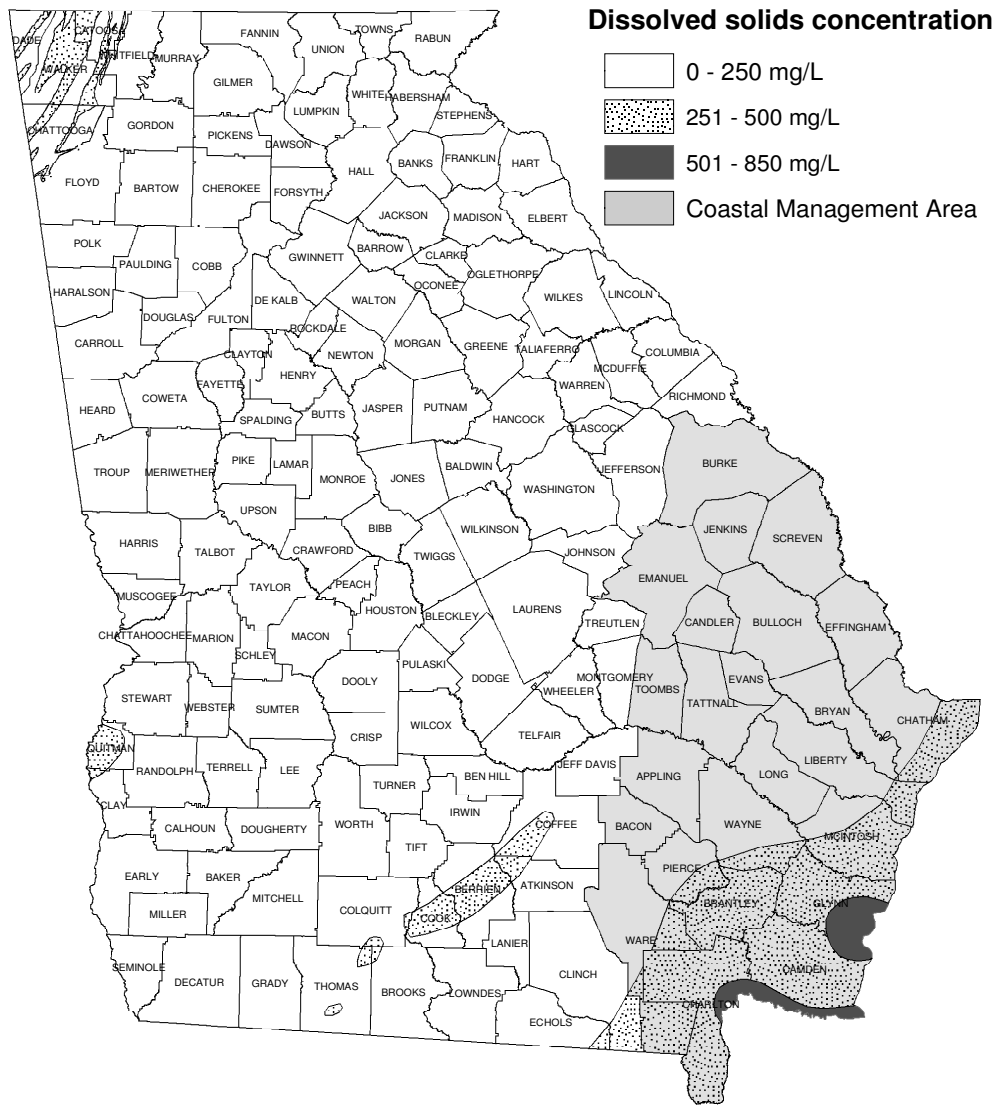 Dissolved solids concentration
0 - 250 mg/L
251 - 500 mg/L
501 - 850 mg/L
Coastal Management Area
DADE
CATOOSA
WHITFIELD
MURRAY
FANNIN
UNION
TOWNS
RABUN
WALKER
GILMER
WHITE
HABERSHAM
LUMPKIN
STEPHENS
CHATTOOGA
GORDON
PICKENS
DAWSON
BANKS
FRANKLIN
HART
HALL
FLOYD
BARTOW
CHEROKEE
FORSYTH
JACKSON
MADISON
ELBERT
POLK
PAULDING
COBB
GWINNETT
BARROW
CLARKE
OCONEE
OGLETHORPE
HARALSON
DE KALB
WALTON
WILKES
LINCOLN
DOUGLAS
FULTON
ROCKDALE
CARROLL
CLAYTON
NEWTON
MORGAN
GREENE
TALIAFERRO
COLUMBIA
MCDUFFIE
FAYETTE
HENRY
WARREN
RICHMOND
HEARD
COWETA
SPALDING
BUTTS
JASPER
PUTNAM
HANCOCK
GLASCOCK
TROUP
MERIWETHER
PIKE
LAMAR
MONROE
JONES
BALDWIN
WASHINGTON
JEFFERSON
BURKE
UPSON
BIBB
WILKINSON
JENKINS
SCREVEN
HARRIS
TALBOT
CRAWFORD
TWIGGS
JOHNSON
TAYLOR
PEACH
EMANUEL
MUSCOGEE
HOUSTON
BLECKLEY
LAURENS
TREUTLEN
CANDLER
BULLOCH
EFFINGHAM
CHATTAHOOCHEE
MARION
MACON
SCHLEY
PULASKI
DODGE
MONTGOMERY
WHEELER
TOOMBS
EVANS
TATTNALL
STEWART
WEBSTER
SUMTER
DOOLY
BRYAN
CHATHAM
CRISP
WILCOX
TELFAIR
QUITMAN
RANDOLPH
TERRELL
LEE
TURNER
BEN HILL
JEFF DAVIS
APPLING
LONG
LIBERTY
CLAY
CALHOUN
DOUGHERTY
WORTH
IRWIN
COFFEE
BACON
WAYNE
MCINTOSH
TIFT
EARLY
BAKER
MITCHELL
BERRIEN
ATKINSON
PIERCE
MILLER
COLQUITT
COOK
BRANTLEY
GLYNN
LANIER
WARE
SEMINOLE
DECATUR
GRADY
THOMAS
BROOKS
LOWNDES
CLINCH
CAMDEN
CHARLTON
ECHOLS